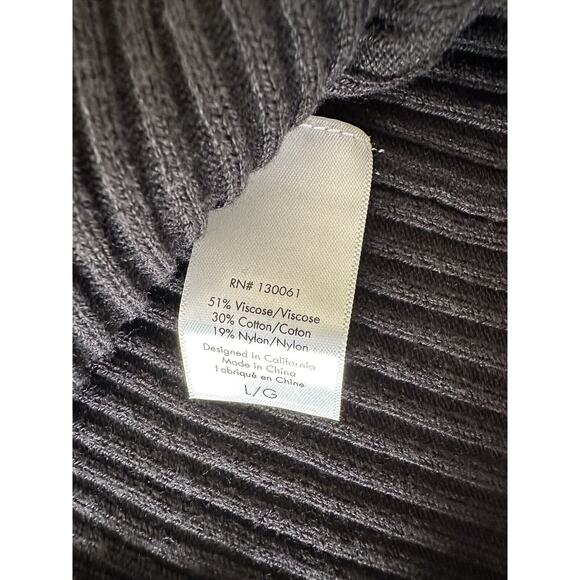 RN# 130061
51% Viscose/Viscose
30% Cotton/Coton
19% Nylon/Nylon
Designed in California
Made in China
Fabriqué en Chine
L/G